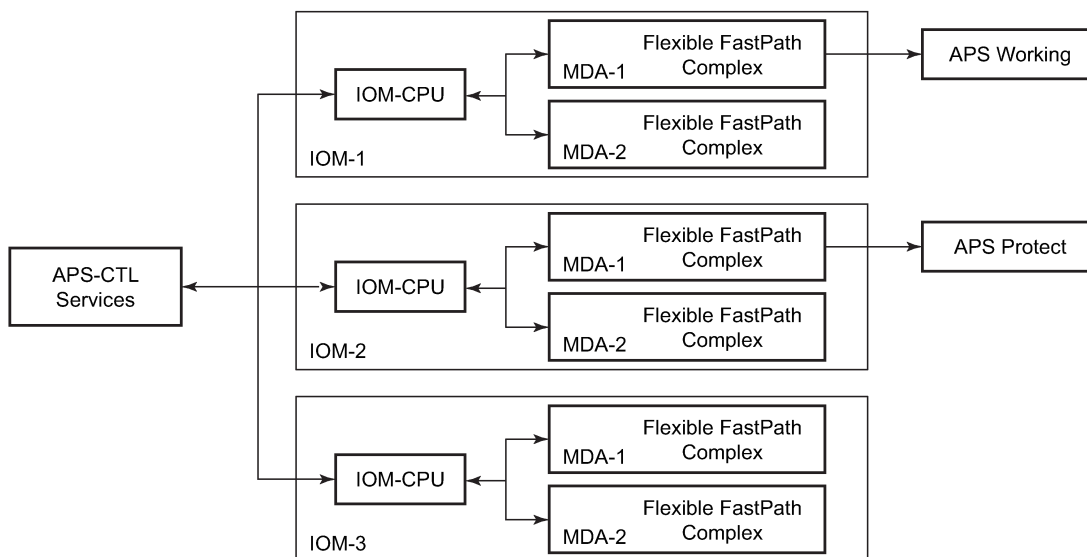 Flexible FastPath
Complex
MDA-1
APS Working
IOM-CPU
Flexible FastPath
Complex
MDA-2
IOM-1
Flexible FastPath
Complex
MDA-1
APS Protect
APS-CTL
Services
IOM-CPU
Flexible FastPath
Complex
MDA-2
IOM-2
Flexible FastPath
Complex
MDA-1
IOM-CPU
Flexible FastPath
Complex
MDA-2
IOM-3